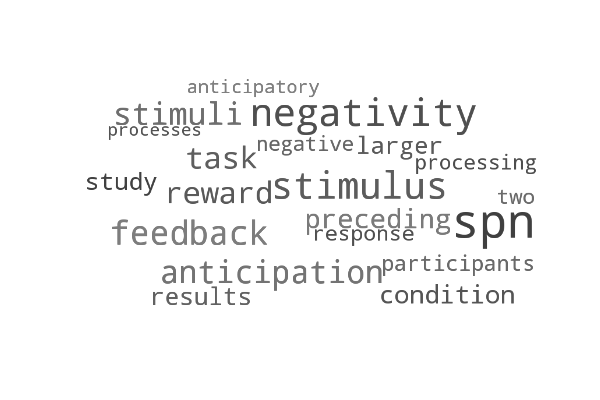 anticipatory
stimuli negativity
processes
negative larger
task processing
study reward stimulus two
preceding spn
feedback response
anticipation participants
results condition